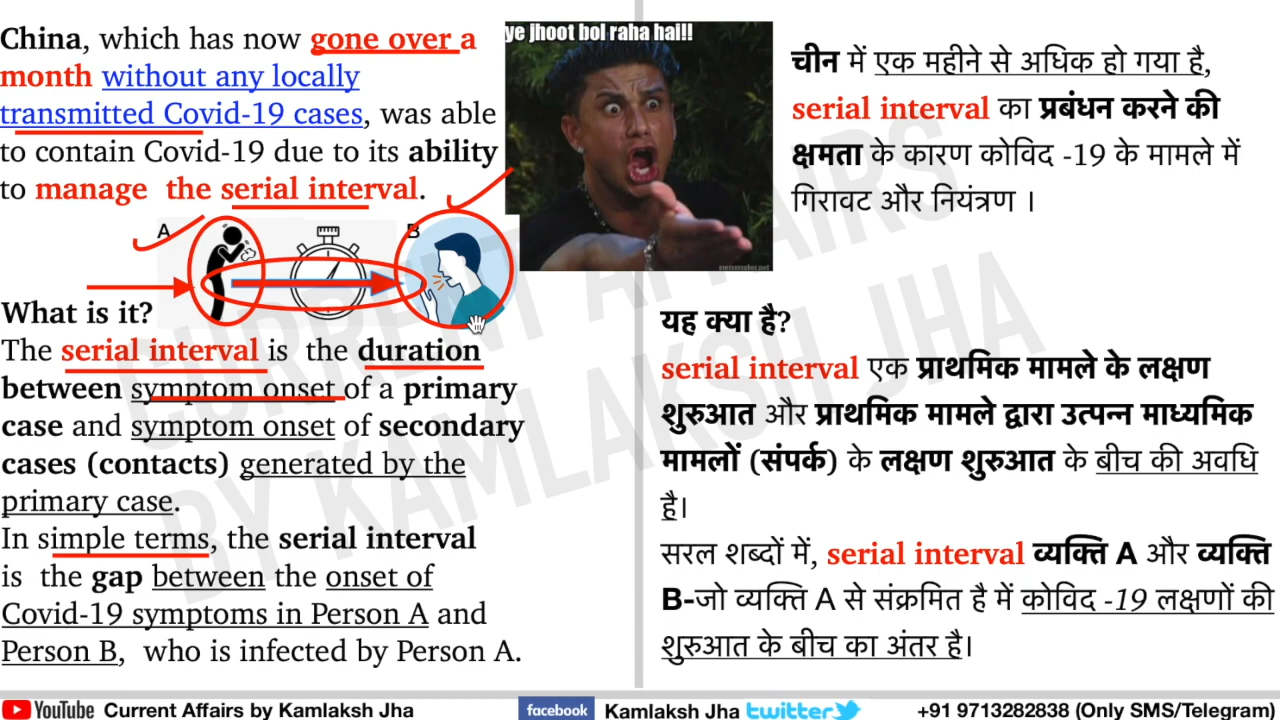 China, which has now gone over a
month without any locally
transmitted Covid-19 cases, was able
to contain Covid-19 due to its ability
to manage the serial interval.
A
B
What is it?
The serial interval is the duration
between symptom onset of a primary
case and symptom onset of secondary
cases (contacts) generated by the
primary case.
In simple terms, the serial interval
is the gap between the onset of
Covid-19 symptoms in Person A and
Person B, who is infected by Person A.
ye jhoot bol raha hai!!
memesmaker.net
चीन में एक महीने से अधिक हो गया है,
serial interval का प्रबंधन करने की
क्षमता के कारण कोविद -19 के मामले में
गिरावट और नियंत्रण ।
यह क्या है?
serial interval एक प्राथमिक मामले के लक्षण
शुरुआत और प्राथमिक मामले द्वारा उत्पन्न माध्यमिक
मामलों (संपर्क) के लक्षण शुरुआत के बीच की अवधि
है।
सरल शब्दों में, serial interval व्यक्ति A और व्यक्ति
B-जो व्यक्ति A से संक्रमित है में कोविद -19 लक्षणों की
शुरुआत के बीच का अंतर है।
CURRENT AFFAIRS
BY KAMLAKSH JHA
YouTube Current Affairs by Kamlaksh Jha facebook Kamlaksh Jha twitter +91 9713282838 (Only SMS/Telegram)